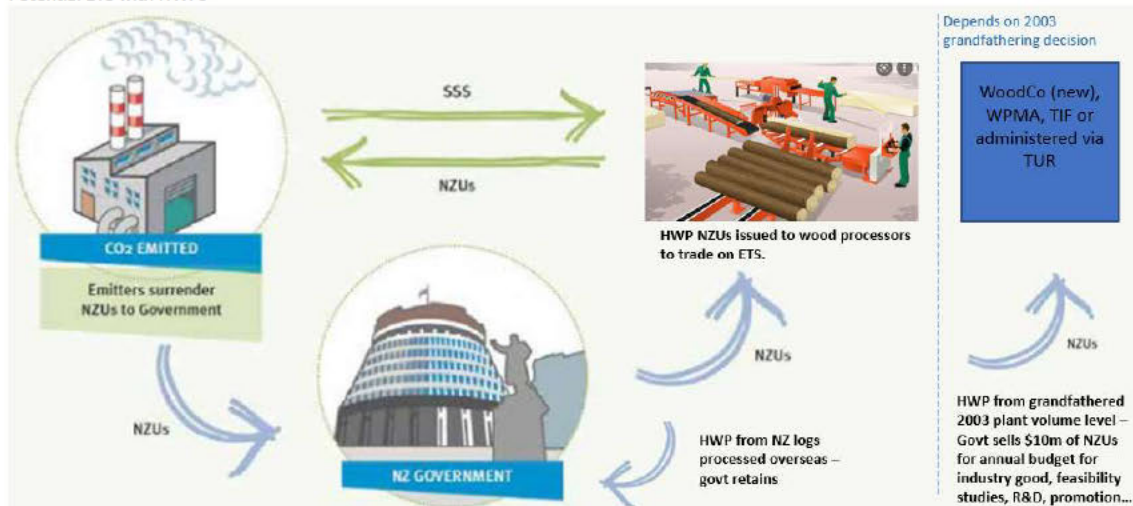 Depends on 2003
grandfathering decision
SSS
NZUs
WoodCo (new),
WPMA, TIF or
administered via
TUR
CO2 EMITTED
Emitters surrender
NZUs to Government
HWP NZUs issued to wood processors
to trade on ETS.
NZUs
NZUs
NZUs
NZ GOVERNMENT
HWP from NZ logs
processed overseas –
govt retains
HWP from grandfathered
2003 plant volume level –
Govt sells $10m of NZUs
for annual budget for
industry good, feasibility
studies, R&D, promotion...